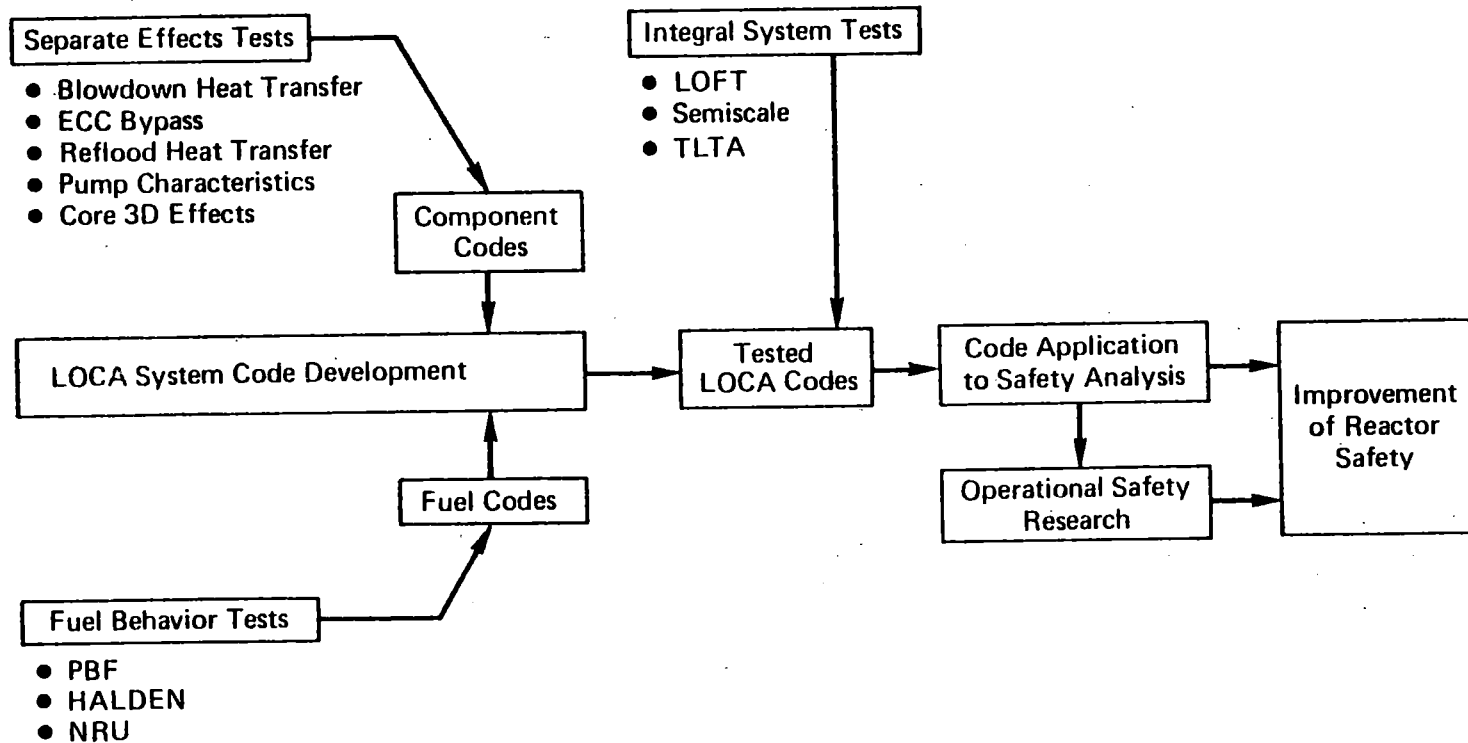 Separate Effects Tests
● Blowdown Heat Transfer
● ECC Bypass
● Reflood Heat Transfer
● Pump Characteristics
● Core 3D Effects
Integral System Tests
● LOFT
● Semiscale
● TLTA
Component
Codes
LOCA System Code Development
Tested
LOCA Codes
Code Application
to Safety Analysis
Improvement
of Reactor
Safety
Operational Safety
Research
Fuel Codes
Fuel Behavior Tests
● PBF
● HALDEN
● NRU